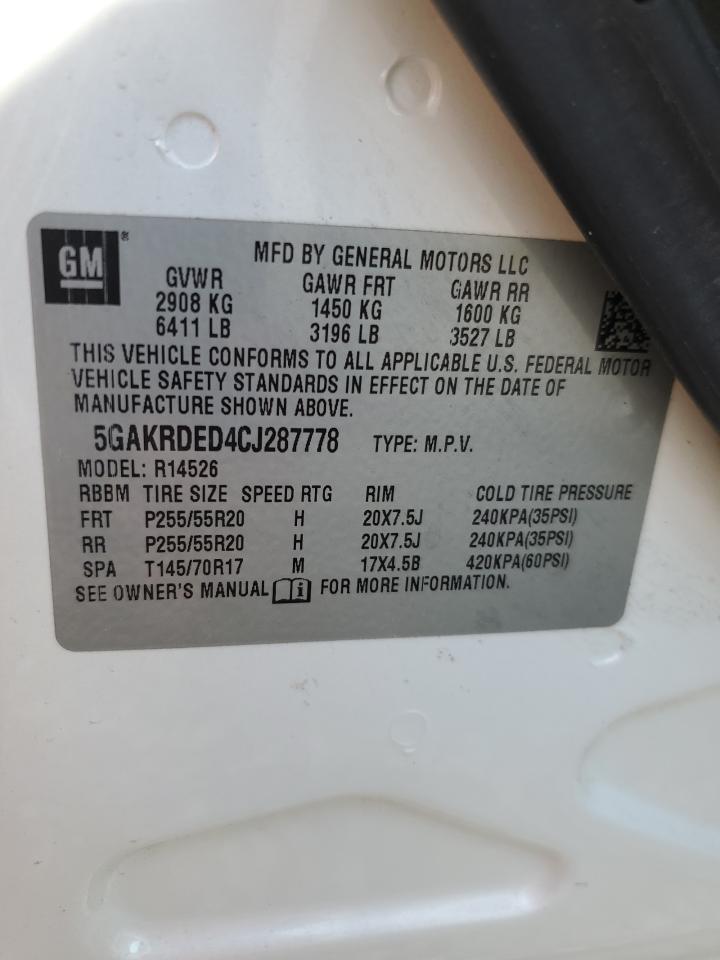 GM®
MFD BY GENERAL MOTORS LLC
GVWR GAWR FRT GAWR RR
2908 KG 1450 KG 1600 KG
6411 LB 3196 LB 3527 LB
THIS VEHICLE CONFORMS TO ALL APPLICABLE U.S. FEDERAL MOTOR
VEHICLE SAFETY STANDARDS IN EFFECT ON THE DATE OF
MANUFACTURE SHOWN ABOVE.
5GAKRDED4CJ287778 TYPE: M.P.V.
MODEL: R14526
RBBM TIRE SIZE SPEED RTG RIM COLD TIRE PRESSURE
FRT P255/55R20 H 20X7.5J 240KPA(35PSI)
RR P255/55R20 H 20X7.5J 240KPA(35PSI)
SPA T145/70R17 M 17X4.5B 420KPA(60PSI)
SEE OWNER'S MANUAL i FOR MORE INFORMATION.